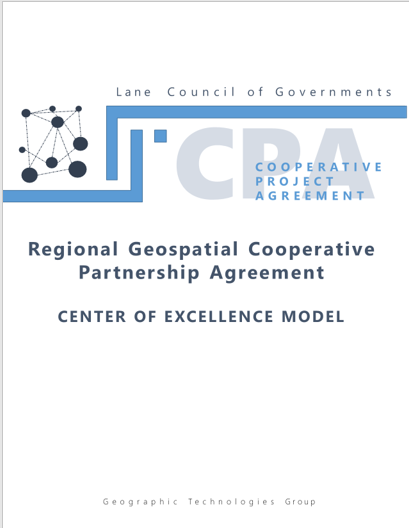 Lane Council of Governments
CPA
COOPERATIVE
PROJECT
AGREEMENT
Regional Geospatial Cooperative
Partnership Agreement
CENTER OF EXCELLENCE MODEL
Geographic Technologies Group